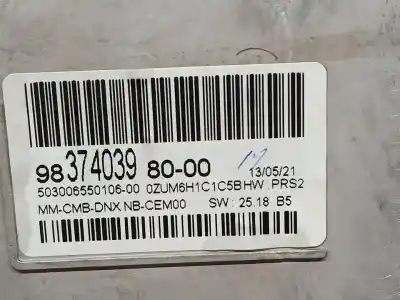 98 374039 80-00 13/05/21
503006550106-00 0ZUM6H1C1C5BHW:PRS2
MM-CMB-DNX.NB-CEM00 SW: 25.18 B5